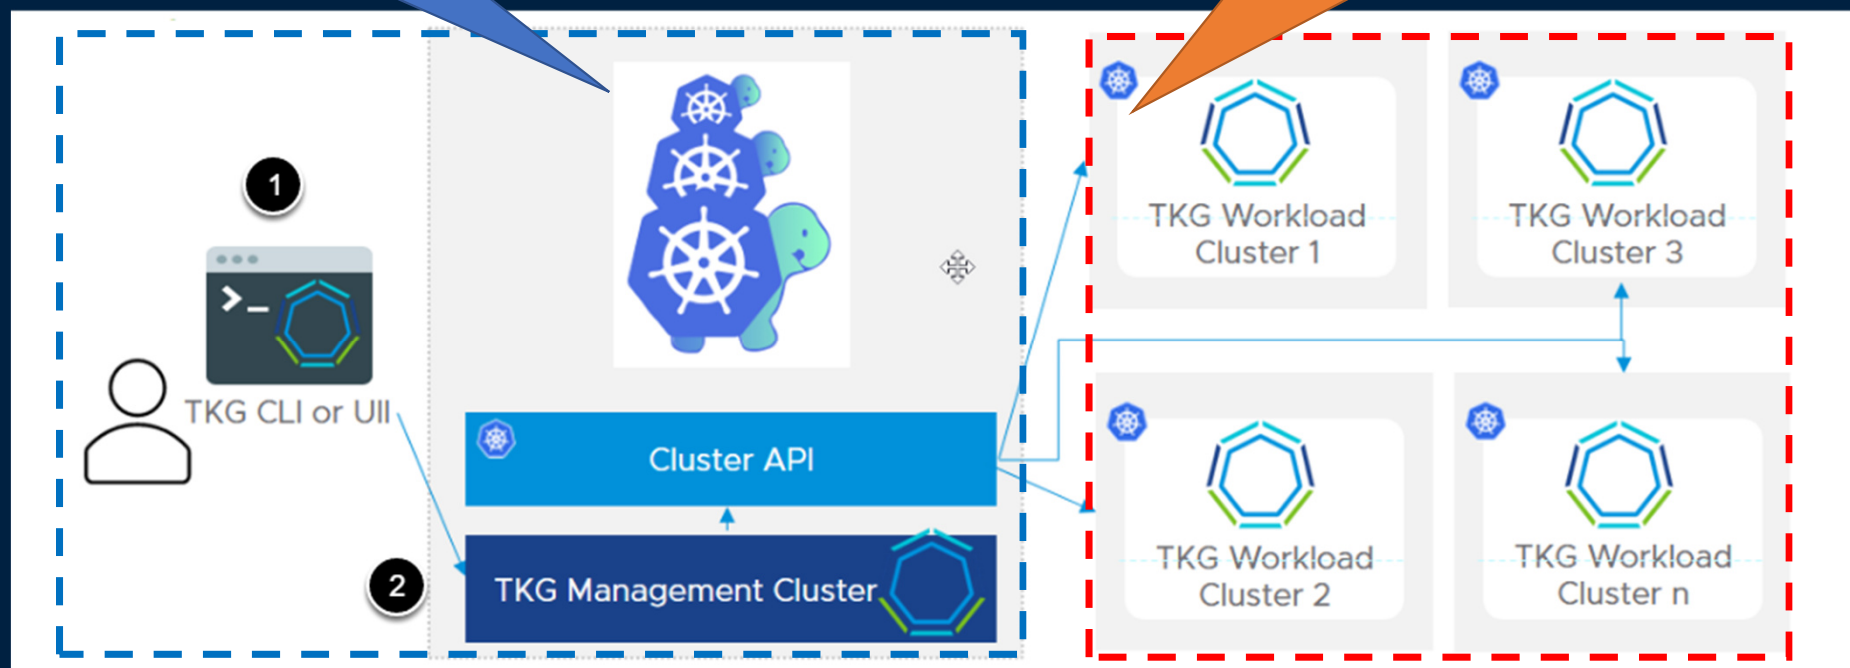 1
>_
TKG CLI or UII
2
Cluster API
TKG Management Cluster
TKG Workload
Cluster 1
TKG Workload
Cluster 3
TKG Workload
Cluster 2
TKG Workload
Cluster n